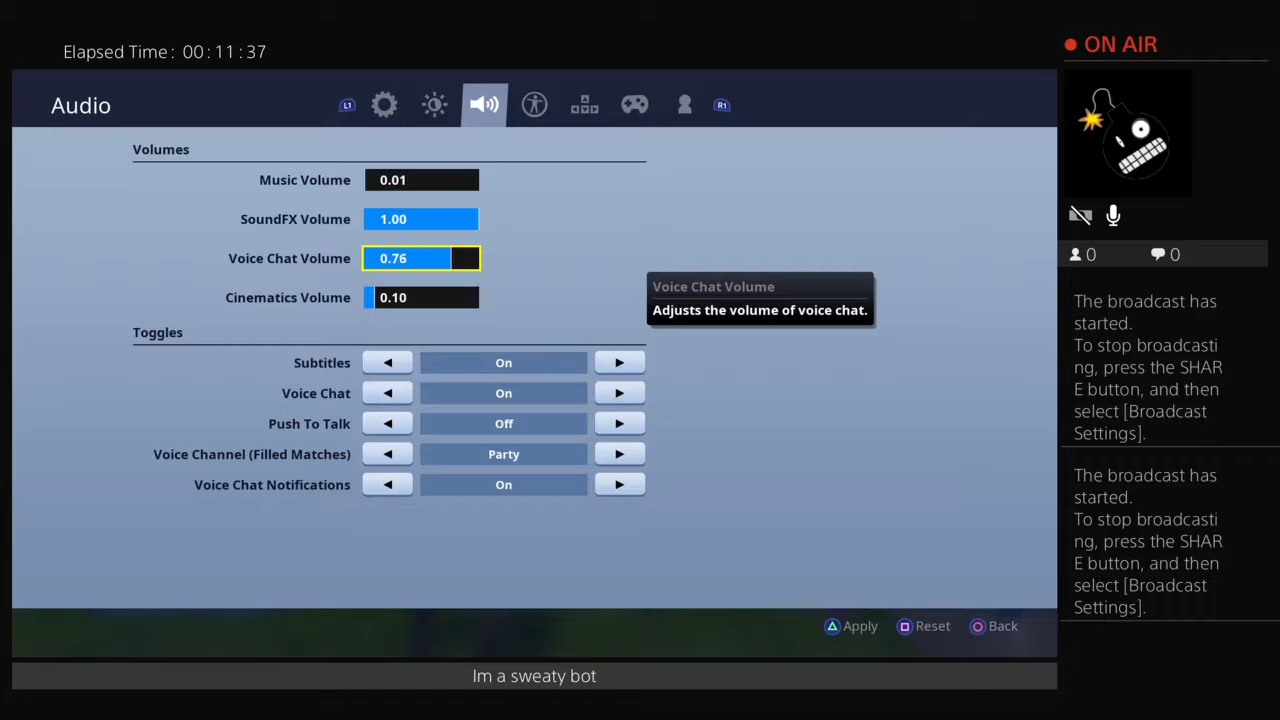 Elapsed Time: 00:11:37
ON AIR
Audio
L1
R1
Volumes
Music Volume 0.01
SoundFX Volume 1.00
Voice Chat Volume 0.76
Cinematics Volume 0.10
Voice Chat Volume
Adjusts the volume of voice chat.
Toggles
Subtitles On
Voice Chat On
Push To Talk Off
Voice Channel (Filled Matches) Party
Voice Chat Notifications On
Apply Reset Back
Im a sweaty bot
0 0
The broadcast has
started.
To stop broadcasti
ng, press the SHAR
E button, and then
select [Broadcast
Settings].
The broadcast has
started.
To stop broadcasti
ng, press the SHAR
E button, and then
select [Broadcast
Settings].